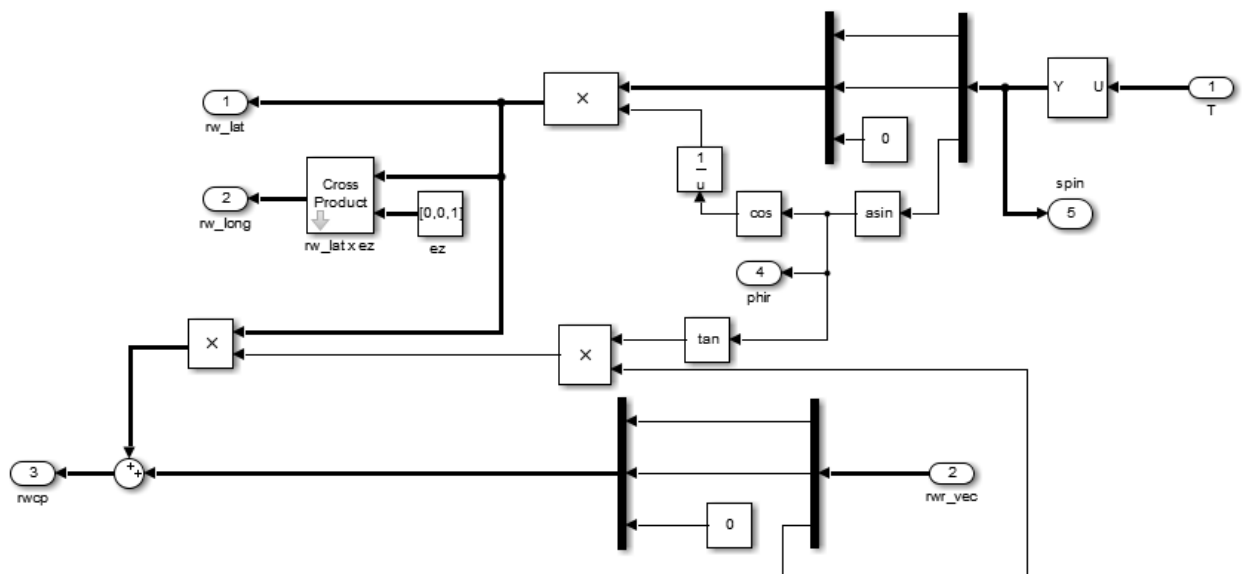 1
rw_lat
×
0
Y U
1
T
Cross
Product
rw_lat x ez
2
rw_long
[0,0,1]
ez
1
u
cos
asin
spin
5
4
phir
×
×
tan
3
rwcp
+
+
0
2
rwr_vec